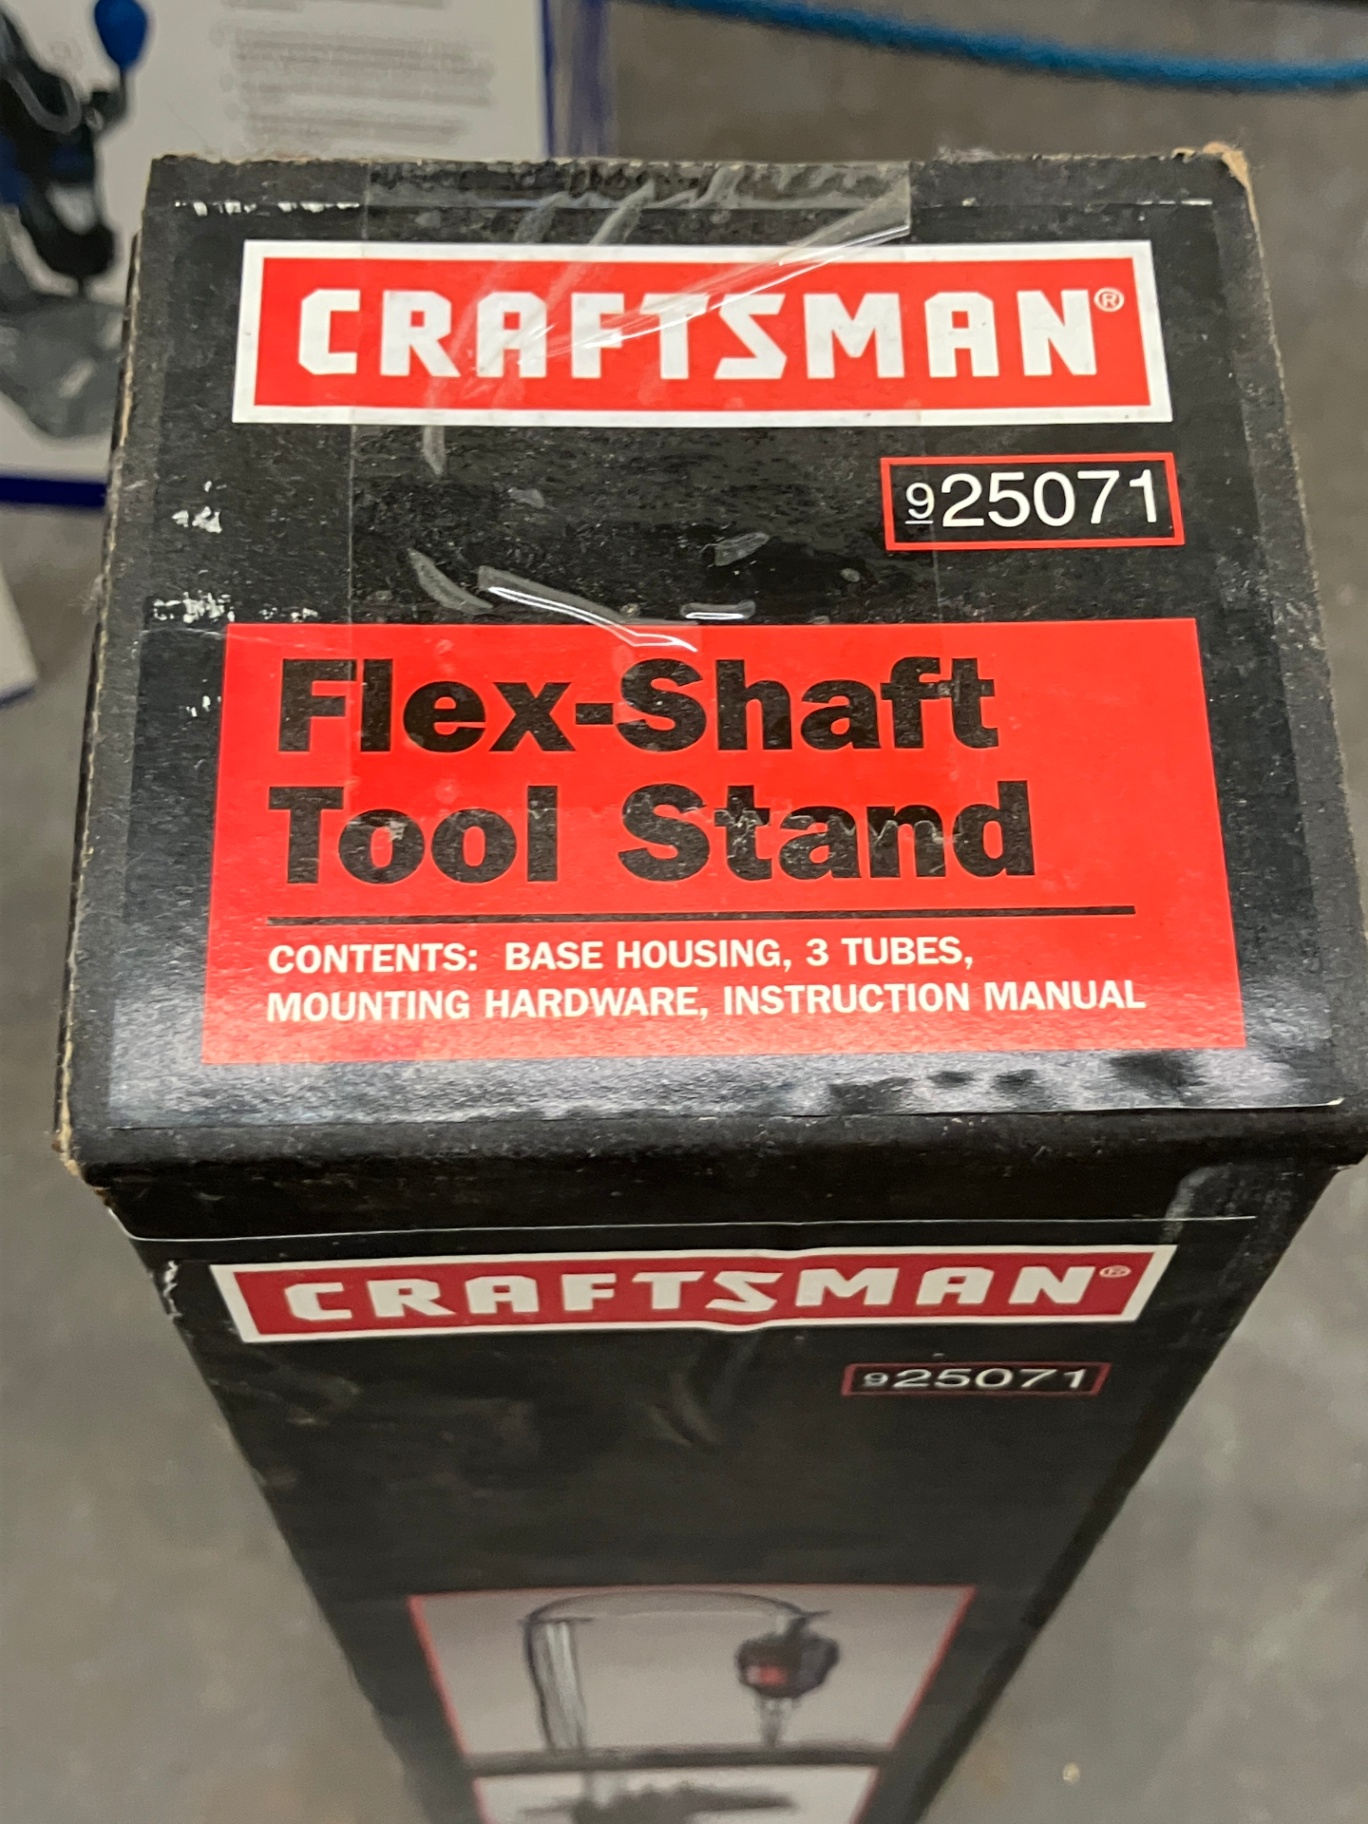 CRAFTSMAN®
925071
Flex-Shaft
Tool Stand
CONTENTS: BASE HOUSING, 3 TUBES,
MOUNTING HARDWARE, INSTRUCTION MANUAL
CRAFTSMAN®
925071